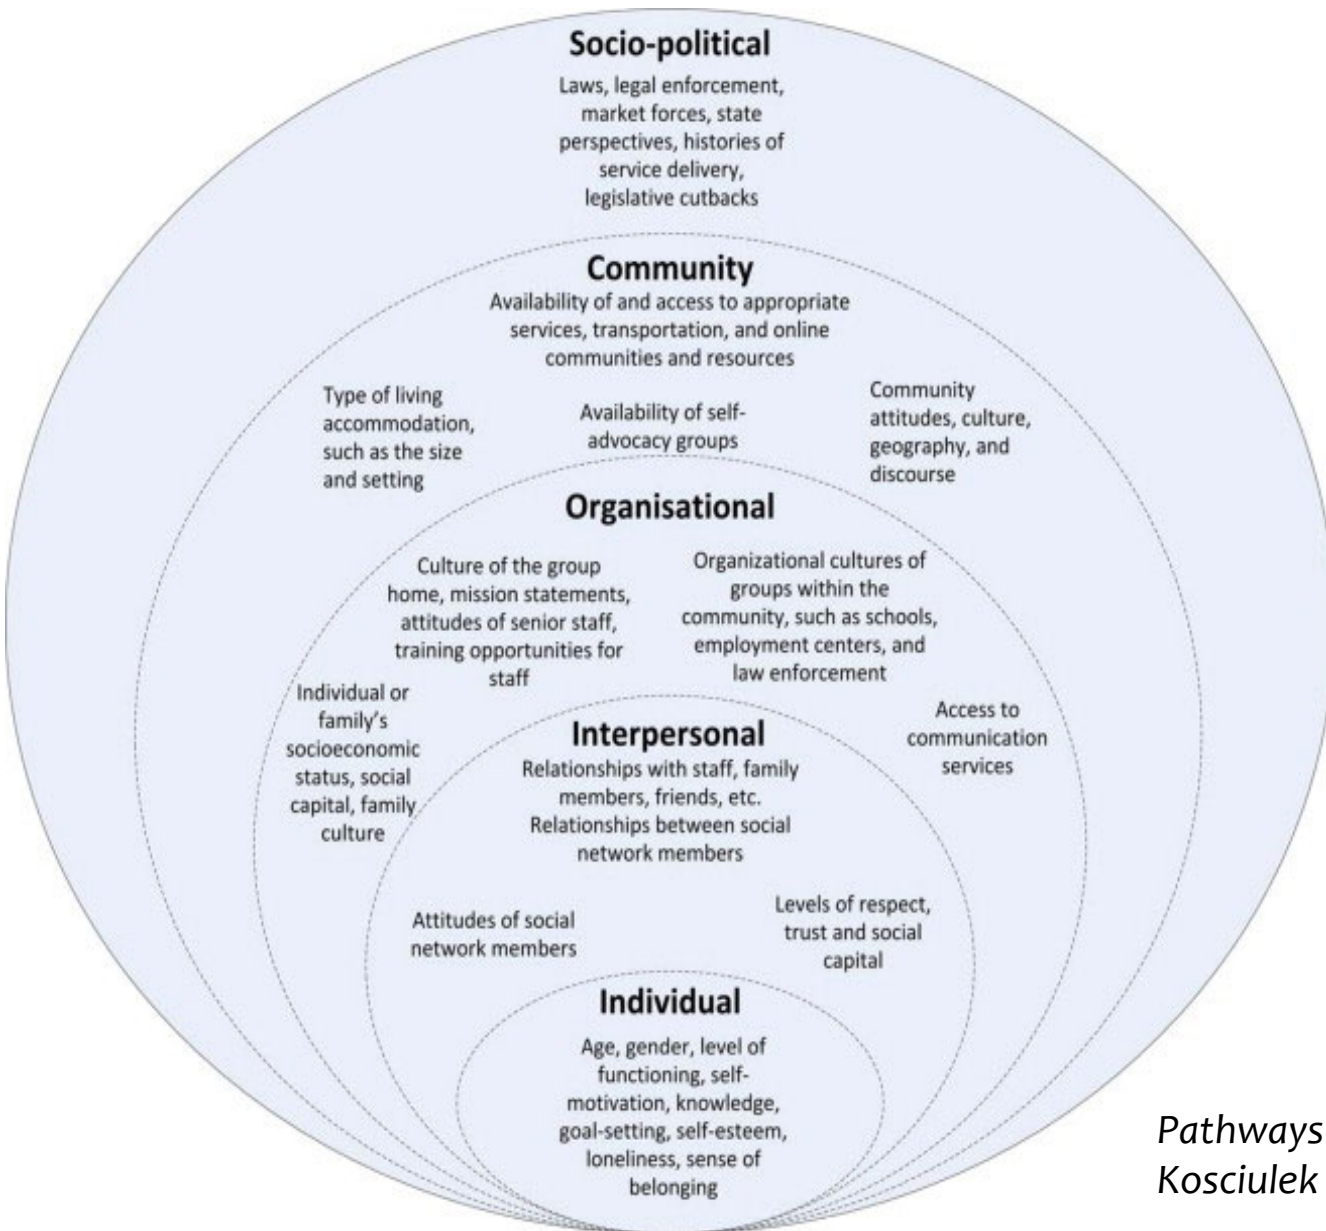 Socio-political
Laws, legal enforcement,
market forces, state
perspectives, histories of
service delivery,
legislative cutbacks
Community
Availability of and access to appropriate
services, transportation, and online
communities and resources
Type of living
accommodation,
such as the size
and setting
Availability of self-
advocacy groups
Community
attitudes, culture,
geography, and
discourse
Organisational
Culture of the group
home, mission statements,
attitudes of senior staff,
training opportunities for
staff
Organizational cultures of
groups within the
community, such as schools,
employment centers, and
law enforcement
Individual or
family's
socioeconomic
status, social
capital, family
culture
Access to
communication
services
Interpersonal
Relationships with staff, family
members, friends, etc.
Relationships between social
network members
Attitudes of social
network members
Levels of respect,
trust and social
capital
Individual
Age, gender, level of
functioning, self-
motivation, knowledge,
goal-setting, self-esteem,
loneliness, sense of
belonging
Pathways
Kosciulek